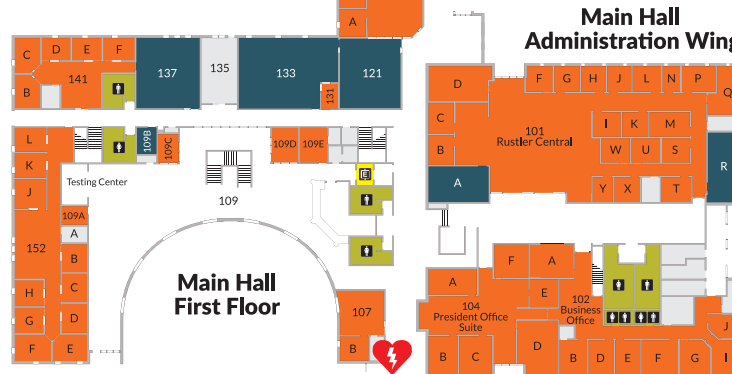 Main Hall
Administration Wing
A
C
D
E
F
141
B
137
135
133
131
121
L
K
J
152
H
G
F
E
109B
109C
109D
109E
Testing Center
109
109A
A
B
C
D
Main Hall
First Floor
E
107
B
D
C
B
A
F
G
H
J
L
N
P
Q
101
Rustler Central
I
K
M
W
U
S
Y
X
T
R
A
104
President Office
Suite
B
C
F
A
E
102
Business
Office
D
B
D
E
F
G
J
I